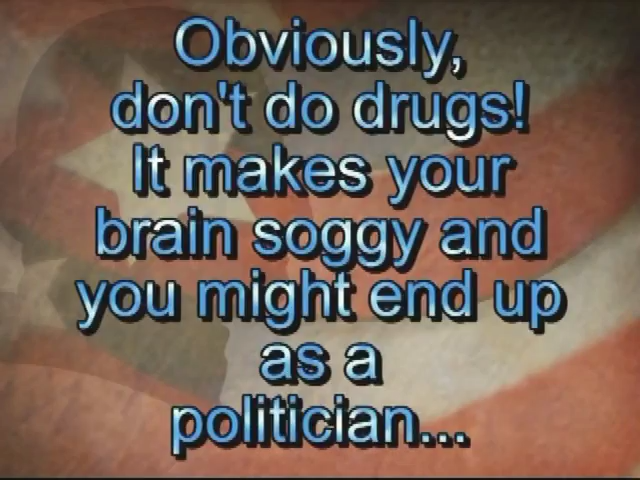 Obviously,
don't do drugs!
It makes your
brain soggy and
you might end up
as a
politician...